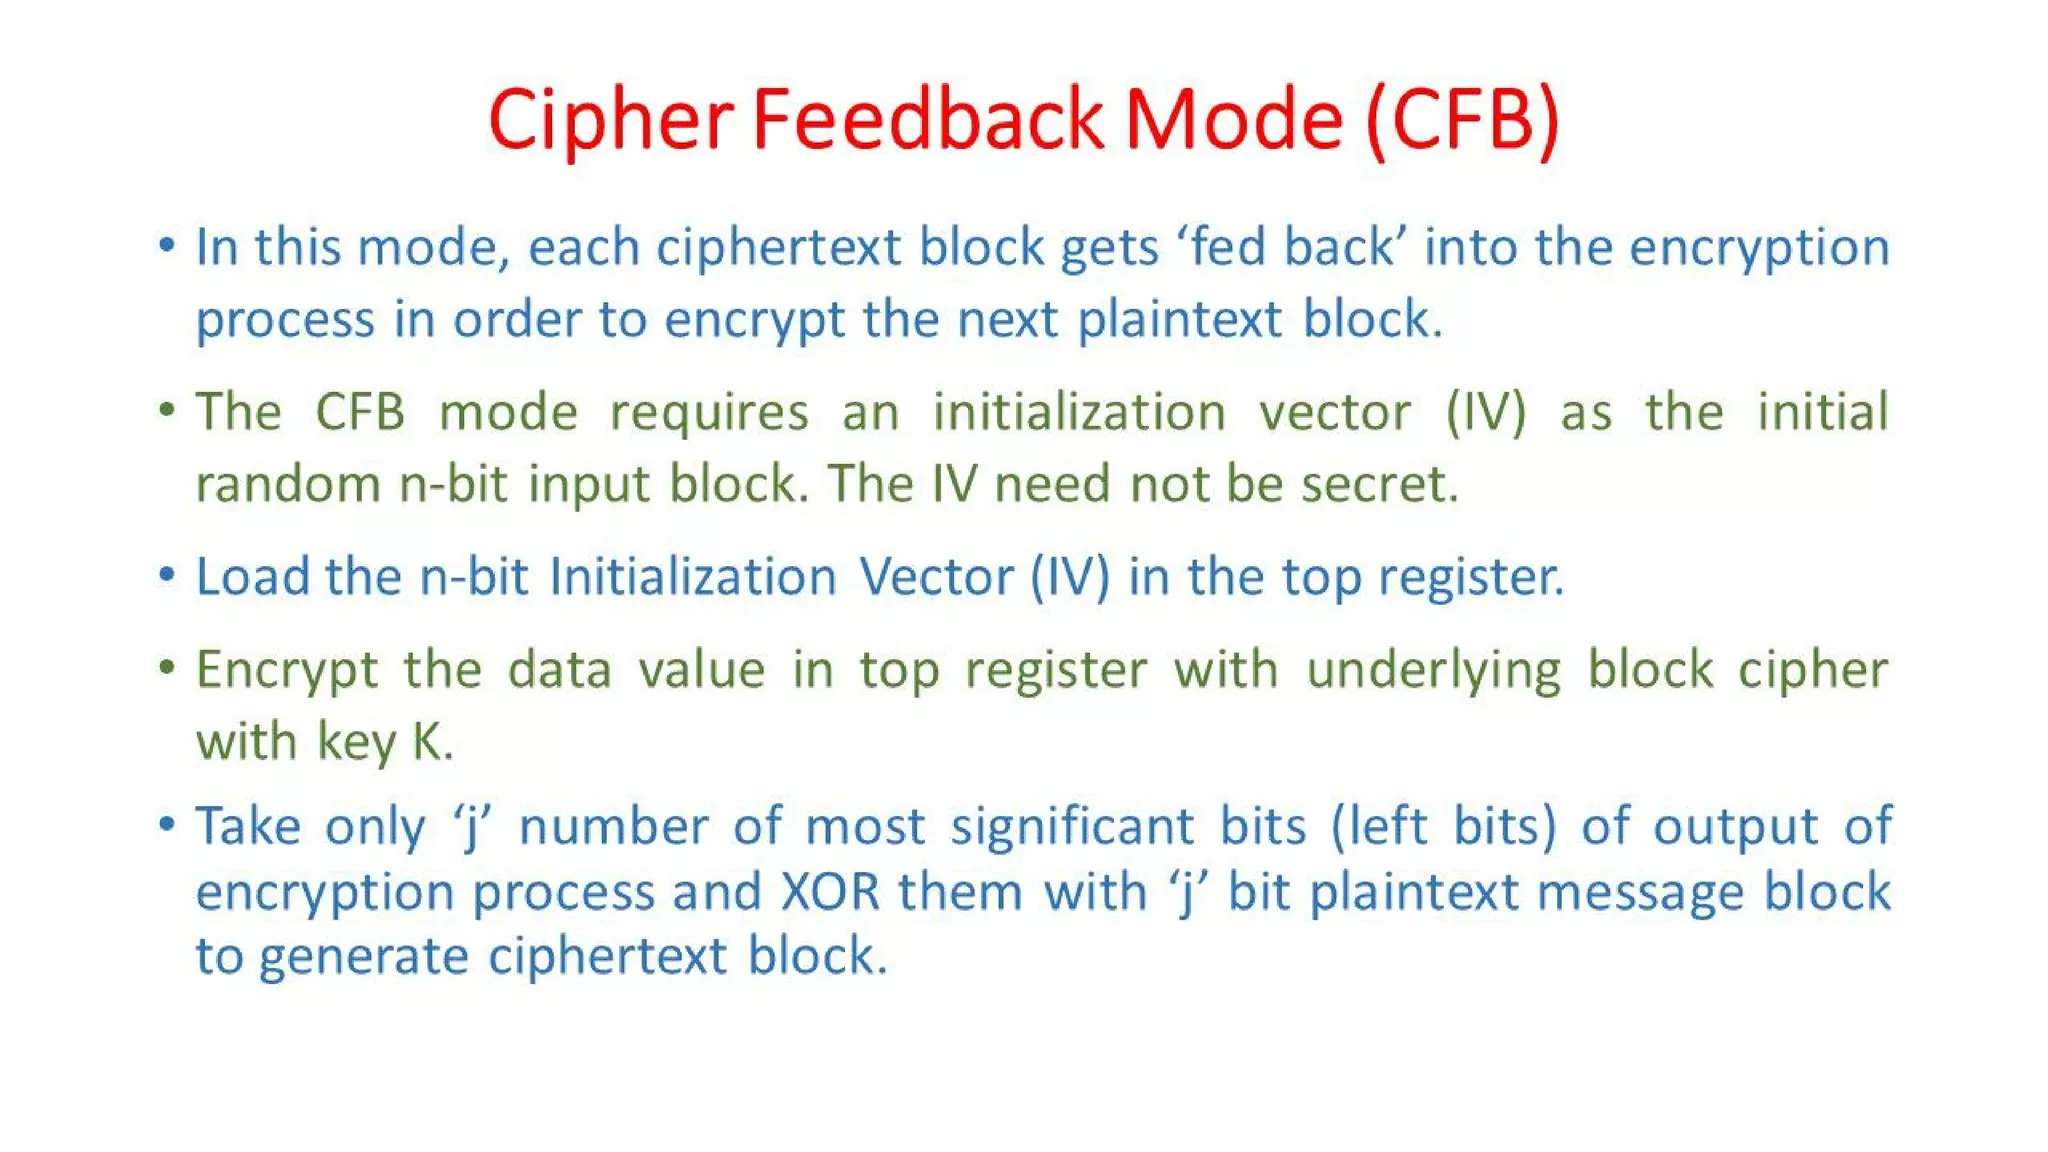 Cipher Feedback Mode (CFB)
• In this mode, each ciphertext block gets ‘fed back’ into the encryption
process in order to encrypt the next plaintext block.
• The CFB mode requires an initialization vector (IV) as the initial
random n-bit input block. The IV need not be secret.
• Load the n-bit Initialization Vector (IV) in the top register.
• Encrypt the data value in top register with underlying block cipher
with key K.
• Take only ‘j’ number of most significant bits (left bits) of output of
encryption process and XOR them with ‘j’ bit plaintext message block
to generate ciphertext block.